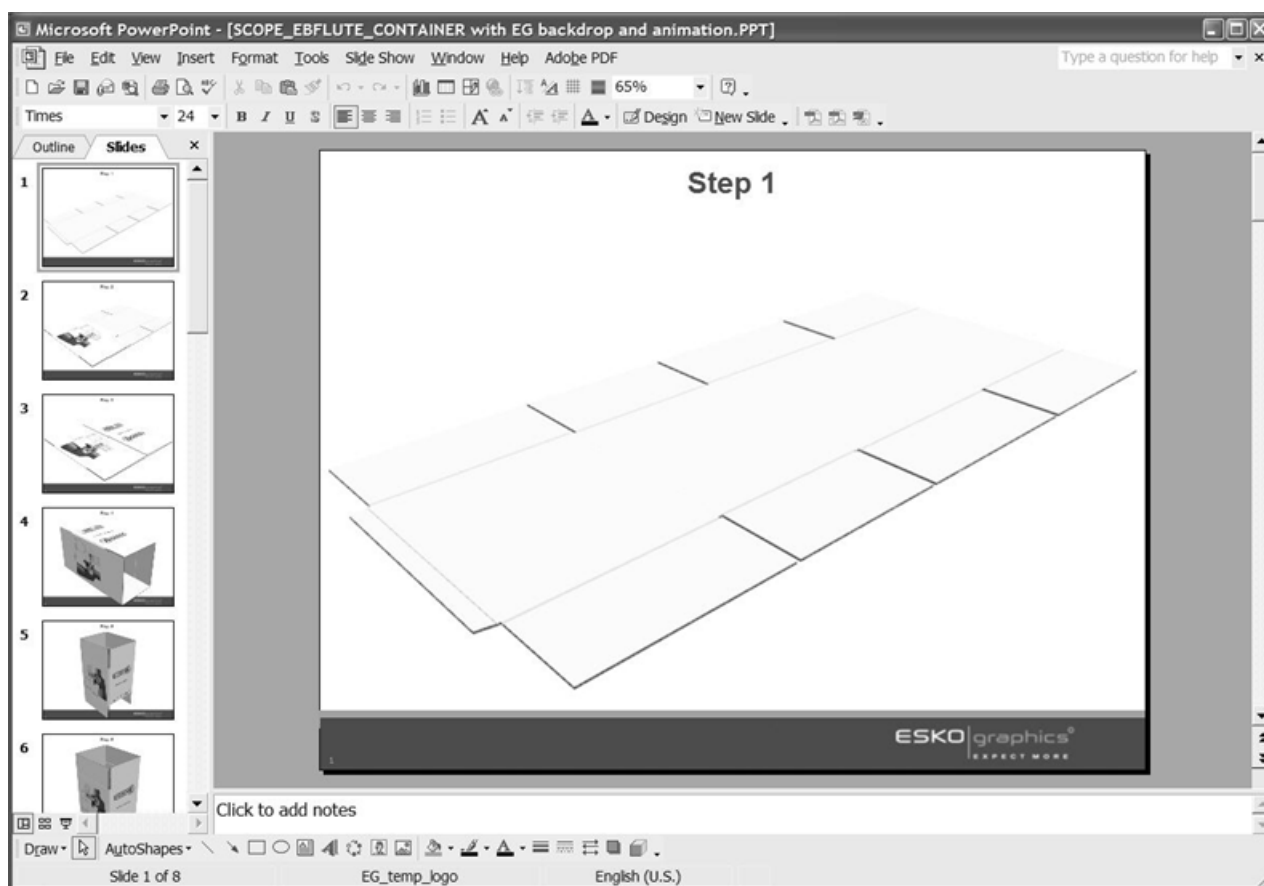 Microsoft PowerPoint - [SCOPE_EBFLUTE_CONTAINER with EG backdrop and animation.PPT]
File Edit View Insert Format Tools Slide Show Window Help Adobe PDF Type a question for help
65%
Times 24 B I U S Design New Slide
Outline Slides
1
2
3
4
5
6
Step 1
1
ESKO graphics
EXPECT MORE
Click to add notes
Draw AutoShapes
Slide 1 of 8 EG_temp_logo English (U.S.)